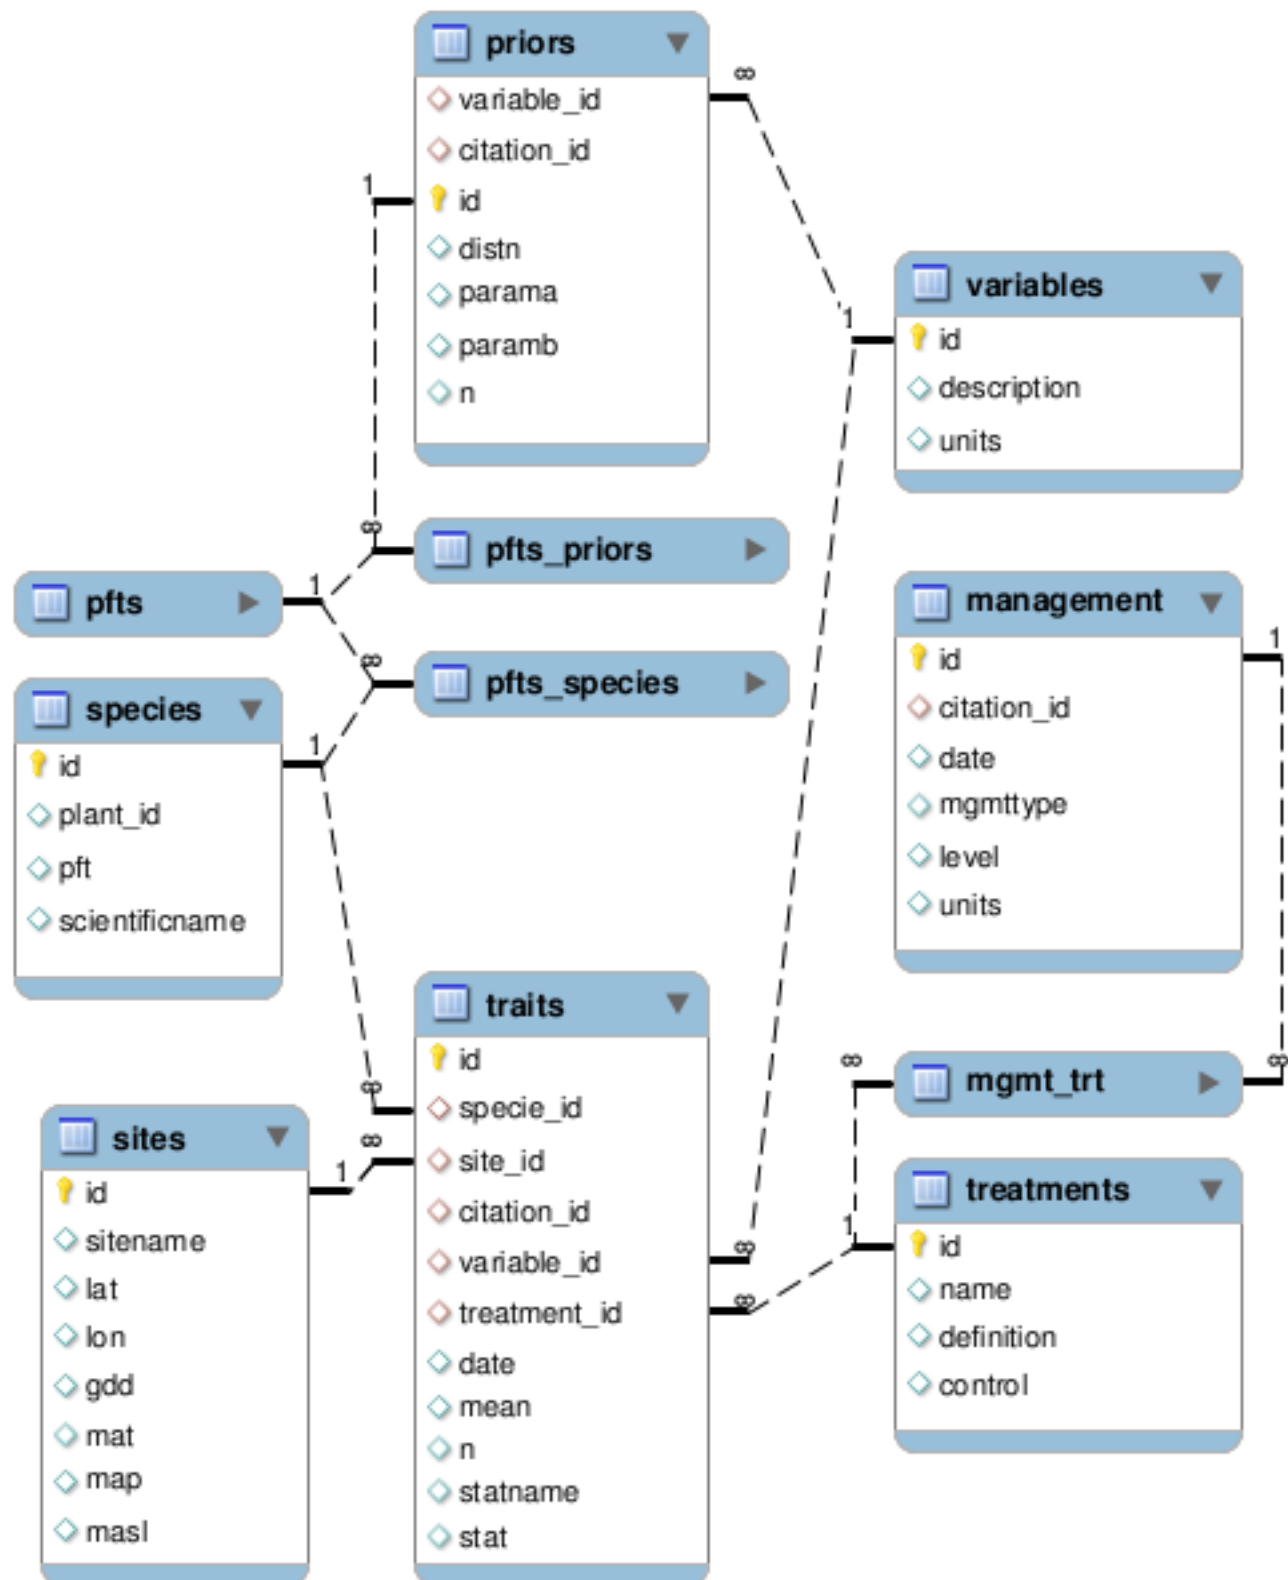 priors
variable_id
citation_id
id
distn
parama
paramb
n
∞
1
variables
id
description
units
1
∞
pfts_priors
pfts
1
∞
pfts_species
species
id
plant_id
pft
scientificname
1
management
id
citation_id
date
mgmttype
level
units
1
traits
id
specie_id
site_id
citation_id
variable_id
treatment_id
date
mean
n
statname
stat
∞
∞
∞
∞
sites
id
sitename
lat
lon
gdd
mat
map
masl
1
mgmt_trt
∞
∞
treatments
id
name
definition
control
1